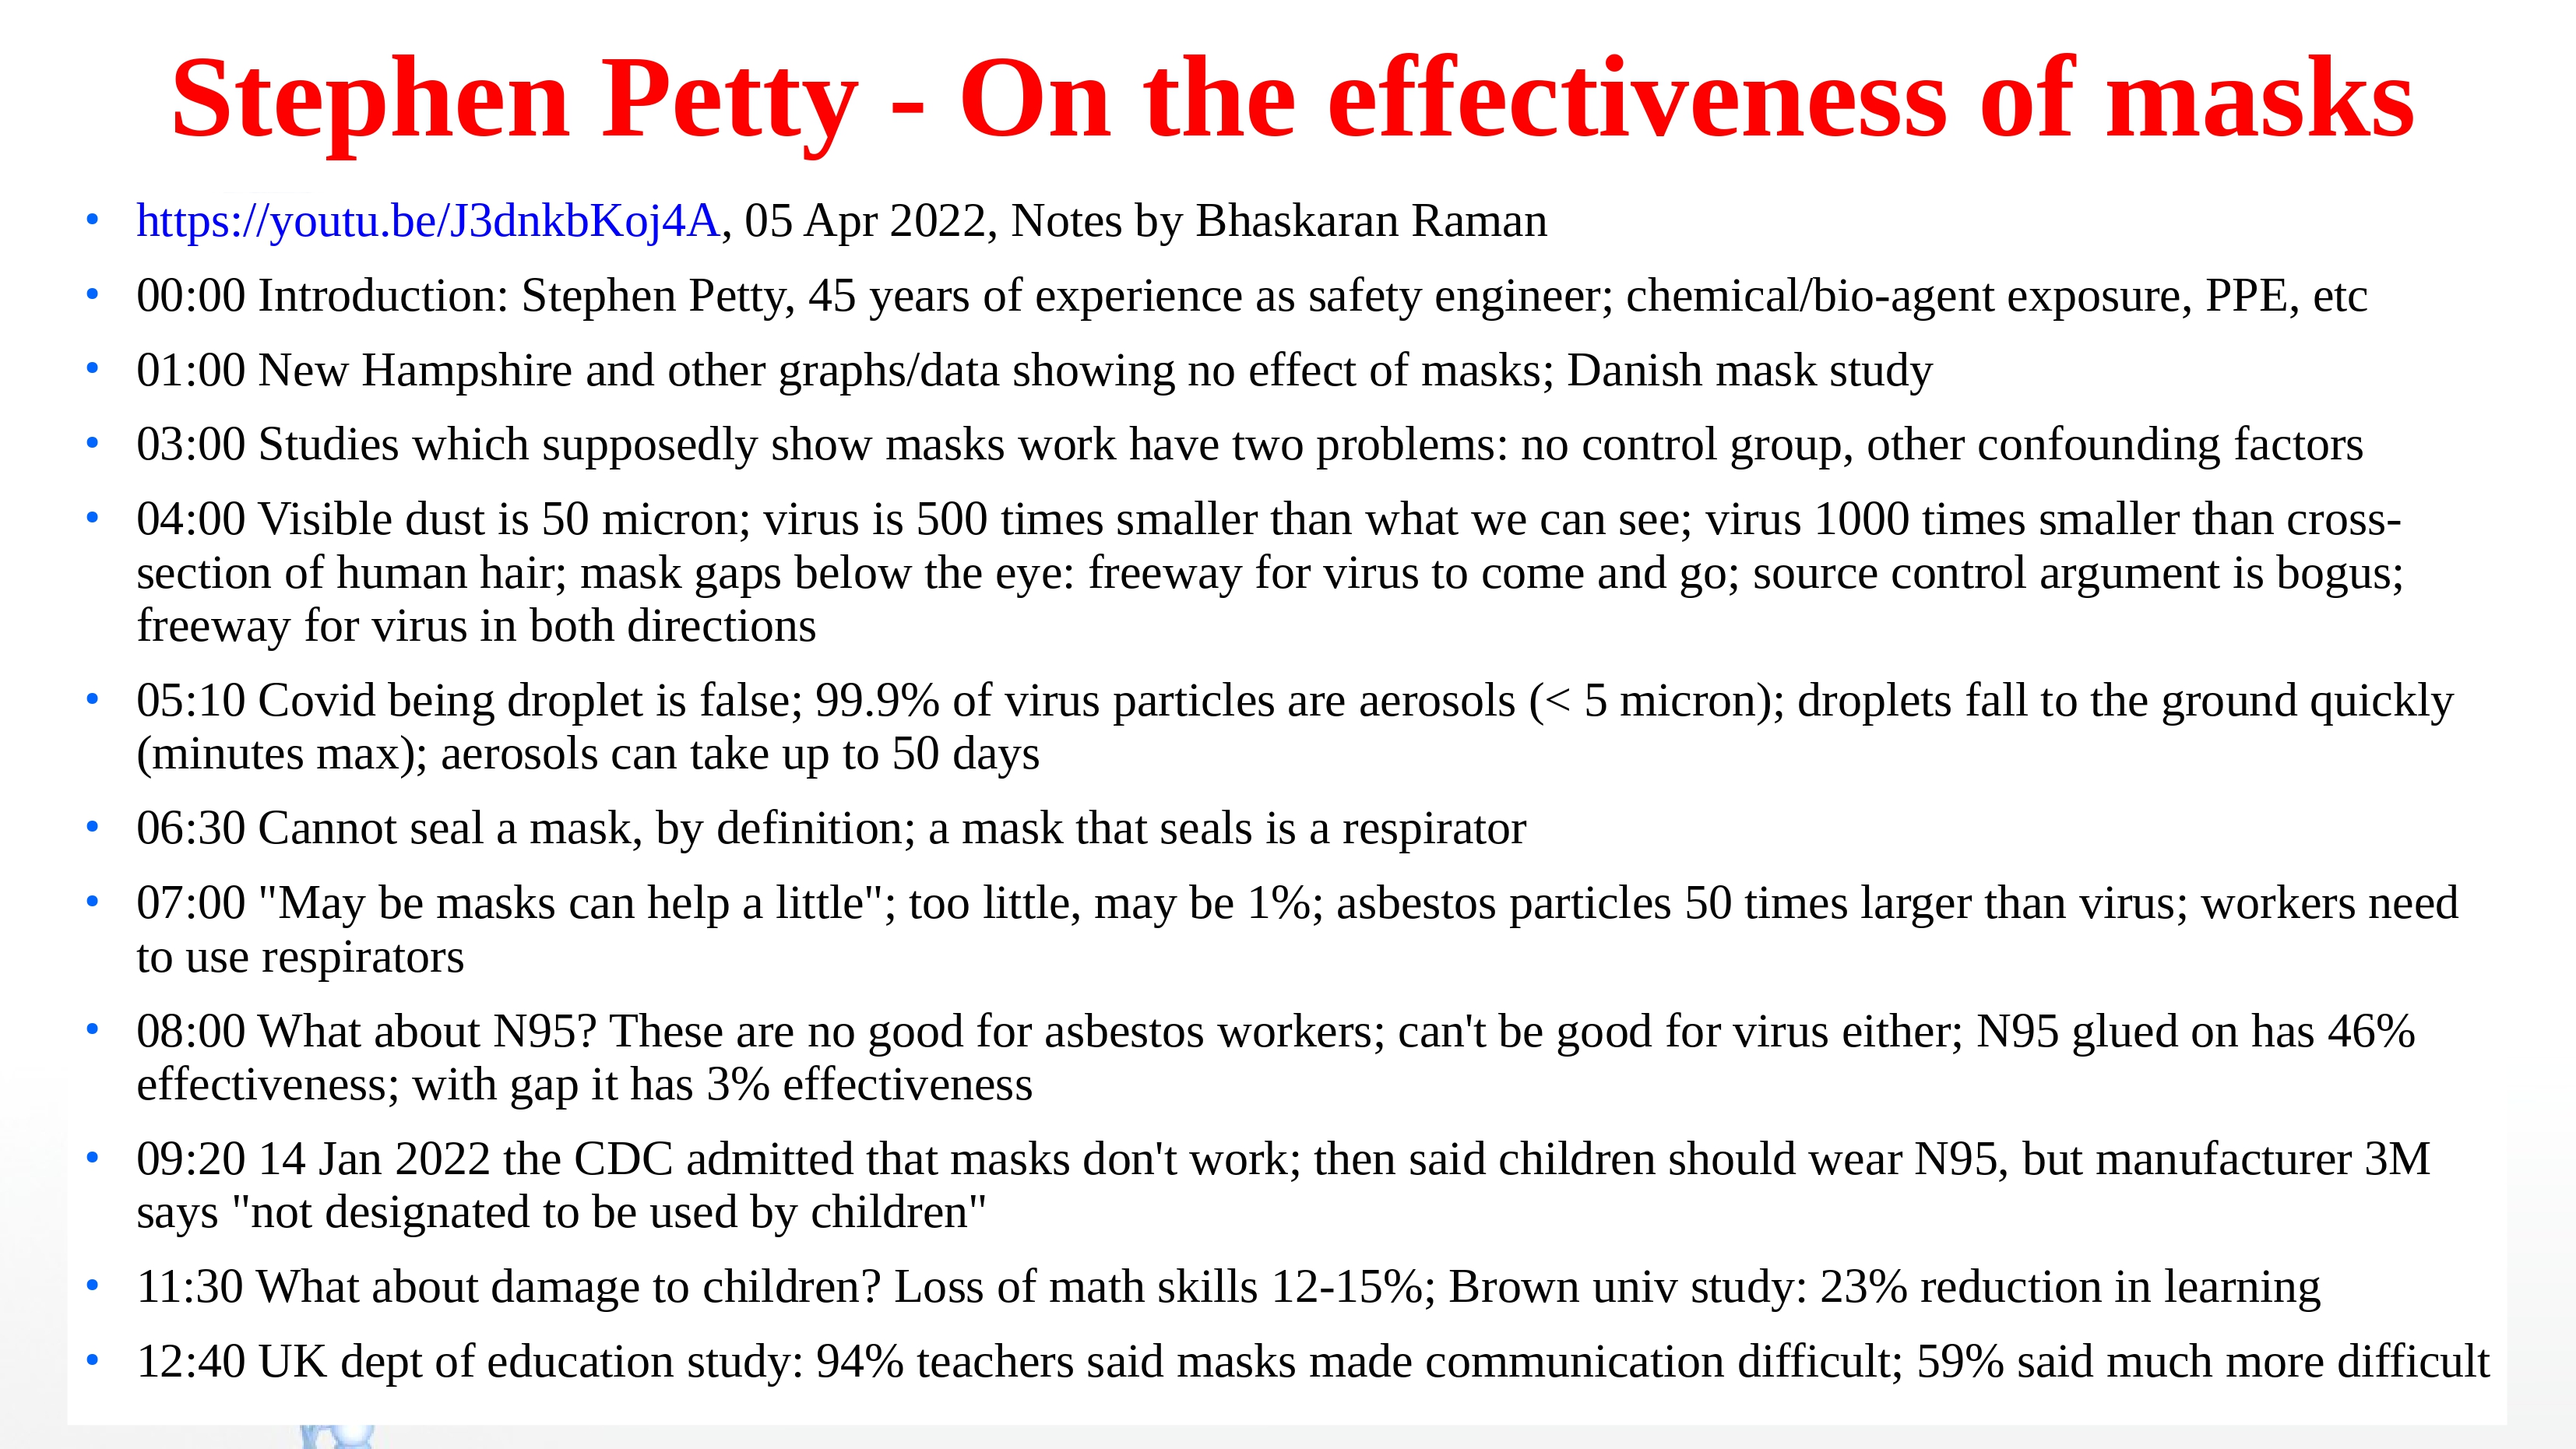 Stephen Petty - On the effectiveness of masks
• https://youtu.be/J3dnkbKoj4A, 05 Apr 2022, Notes by Bhaskaran Raman
• 00:00 Introduction: Stephen Petty, 45 years of experience as safety engineer; chemical/bio-agent exposure, PPE, etc
• 01:00 New Hampshire and other graphs/data showing no effect of masks; Danish mask study
• 03:00 Studies which supposedly show masks work have two problems: no control group, other confounding factors
• 04:00 Visible dust is 50 micron; virus is 500 times smaller than what we can see; virus 1000 times smaller than cross-
section of human hair; mask gaps below the eye: freeway for virus to come and go; source control argument is bogus;
freeway for virus in both directions
• 05:10 Covid being droplet is false; 99.9% of virus particles are aerosols (< 5 micron); droplets fall to the ground quickly
(minutes max); aerosols can take up to 50 days
• 06:30 Cannot seal a mask, by definition; a mask that seals is a respirator
• 07:00 "May be masks can help a little"; too little, may be 1%; asbestos particles 50 times larger than virus; workers need
to use respirators
• 08:00 What about N95? These are no good for asbestos workers; can't be good for virus either; N95 glued on has 46%
effectiveness; with gap it has 3% effectiveness
• 09:20 14 Jan 2022 the CDC admitted that masks don't work; then said children should wear N95, but manufacturer 3M
says "not designated to be used by children"
• 11:30 What about damage to children? Loss of math skills 12-15%; Brown univ study: 23% reduction in learning
• 12:40 UK dept of education study: 94% teachers said masks made communication difficult; 59% said much more difficult